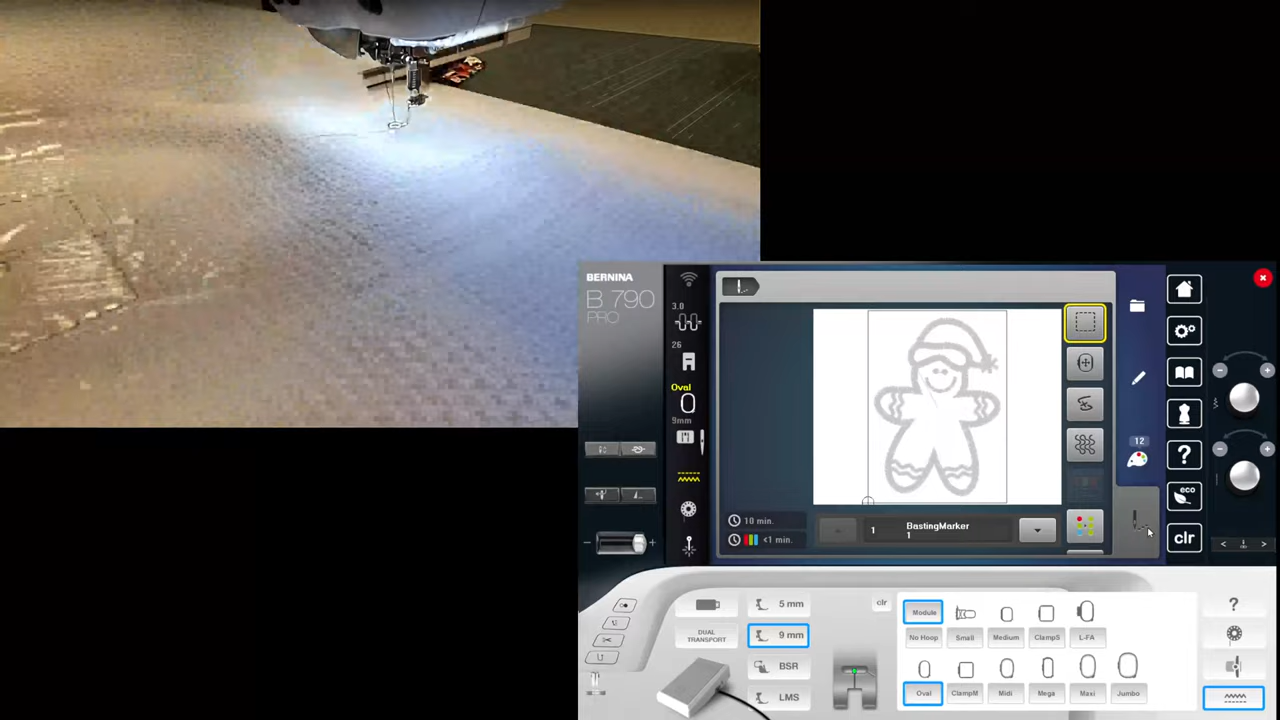 BERNINA
B 790
PRO
3.0
26
Oval
9mm
12
?
eco
clr
10 min.
<1 min.
1
BastingMarker
1
DUAL
TRANSPORT
5 mm
9 mm
BSR
LMS
clr
Module
No Hoop
Small
Medium
ClampS
L-FA
Oval
ClampM
Midi
Mega
Maxi
Jumbo
?